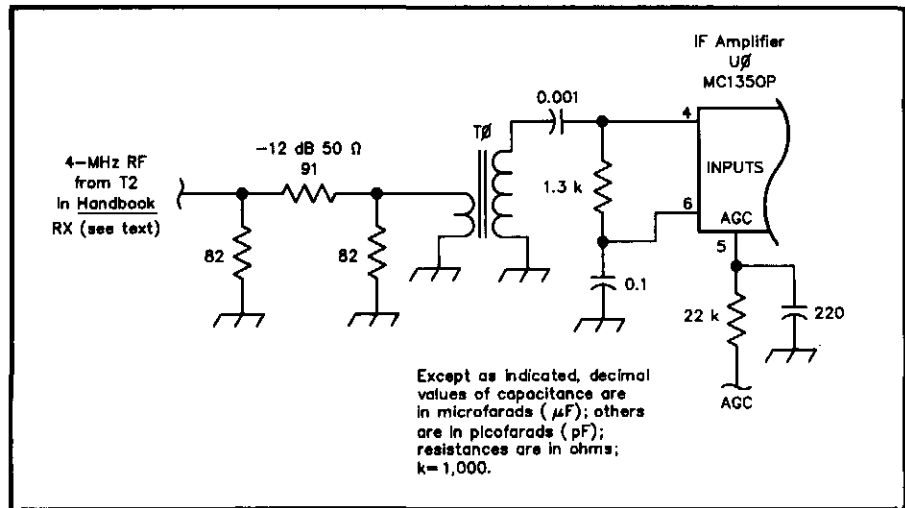 IF Amplifier
UØ
MC1350P
0.001
TØ
4
−12 dB 50 Ω
91
4-MHz RF
from T2
in Handbook
RX (see text)
INPUTS
1.3 k
6
AGC
5
82
82
0.1
22 k
220
AGC
Except as indicated, decimal
values of capacitance are
in microfarads (μF); others
are in picofarads (pF);
resistances are in ohms;
k=1,000.